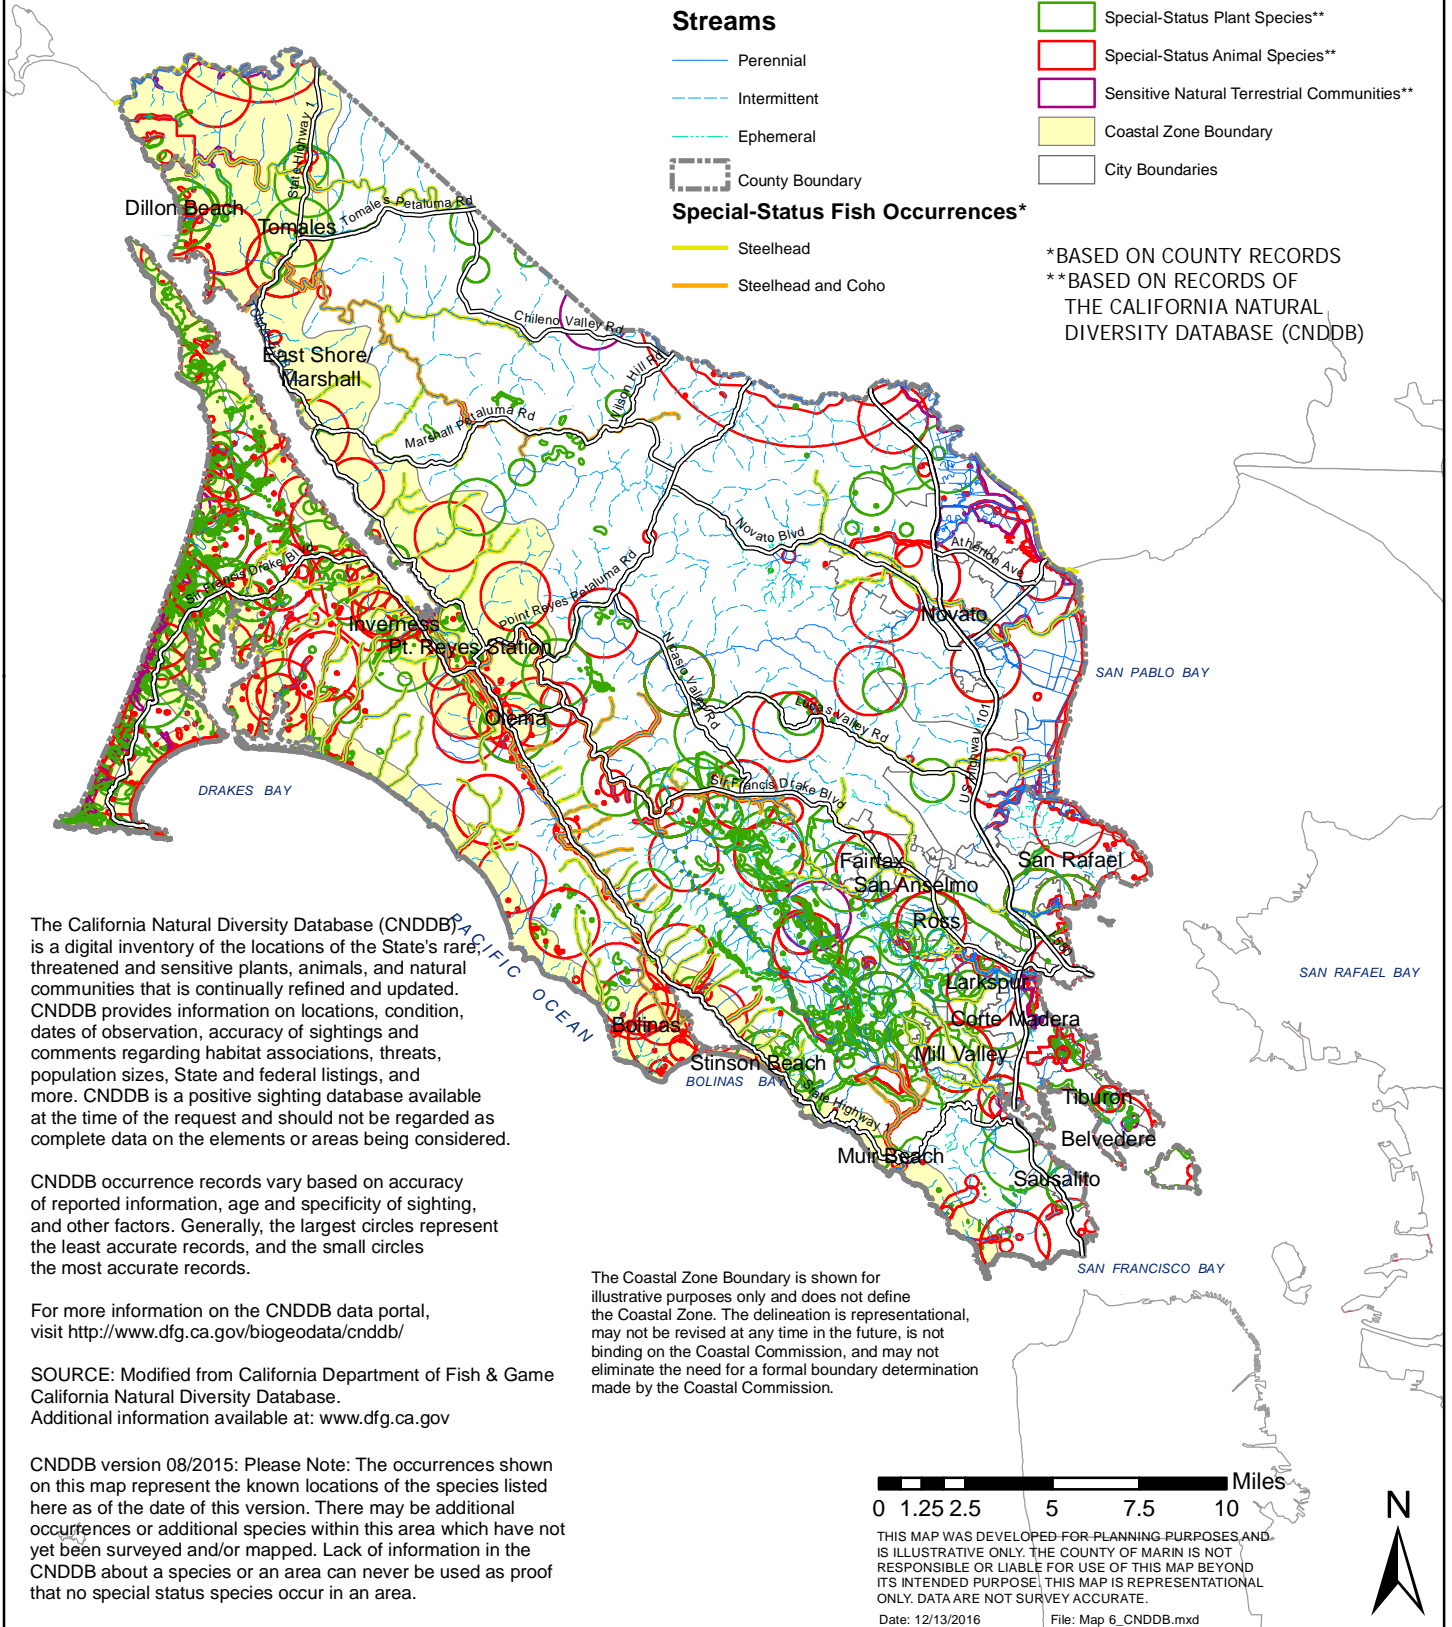 Streams
Perennial
Intermittent
Ephemeral
County Boundary
Special-Status Fish Occurrences*
Steelhead
Steelhead and Coho
Special-Status Plant Species**
Special-Status Animal Species**
Sensitive Natural Terrestrial Communities**
Coastal Zone Boundary
City Boundaries
*BASED ON COUNTY RECORDS
**BASED ON RECORDS OF
THE CALIFORNIA NATURAL
DIVERSITY DATABASE (CNDDB)
State Highway 1
Dillon Beach
Tomales
Tomales Petaluma Rd
Chileno Valley Rd
East Shore/
Marshall
Wilson Hill Rd
Marshall Petaluma Rd
Novato Blvd
Atherton Ave
Sir Francis Drake Blvd
Point Reyes Petaluma Rd
Inverness
Pt. Reyes Station
Novato
Nicasio Valley Rd
SAN PABLO BAY
Olema
Lucas Valley Rd
US Highway 101
DRAKES BAY
Sir Francis Drake Blvd
Fairfax
San Rafael
San Anselmo
Ross
I-580
PACIFIC OCEAN
SAN RAFAEL BAY
Larkspur
Corte Madera
Bolinas
Mill Valley
Stinson Beach
BOLINAS BAY
State Highway 1
Tiburon
Belvedere
Muir Beach
Sausalito
SAN FRANCISCO BAY
The California Natural Diversity Database (CNDDB)
is a digital inventory of the locations of the State's rare,
threatened and sensitive plants, animals, and natural
communities that is continually refined and updated.
CNDDB provides information on locations, condition,
dates of observation, accuracy of sightings and
comments regarding habitat associations, threats,
population sizes, State and federal listings, and
more. CNDDB is a positive sighting database available
at the time of the request and should not be regarded as
complete data on the elements or areas being considered.
CNDDB occurrence records vary based on accuracy
of reported information, age and specificity of sighting,
and other factors. Generally, the largest circles represent
the least accurate records, and the small circles
the most accurate records.
For more information on the CNDDB data portal,
visit http://www.dfg.ca.gov/biogeodata/cnddb/
SOURCE: Modified from California Department of Fish & Game
California Natural Diversity Database.
Additional information available at: www.dfg.ca.gov
CNDDB version 08/2015: Please Note: The occurrences shown
on this map represent the known locations of the species listed
here as of the date of this version. There may be additional
occurrences or additional species within this area which have not
yet been surveyed and/or mapped. Lack of information in the
CNDDB about a species or an area can never be used as proof
that no special status species occur in an area.
The Coastal Zone Boundary is shown for
illustrative purposes only and does not define
the Coastal Zone. The delineation is representational,
may not be revised at any time in the future, is not
binding on the Coastal Commission, and may not
eliminate the need for a formal boundary determination
made by the Coastal Commission.
Miles
0 1.25 2.5 5 7.5 10
N
THIS MAP WAS DEVELOPED FOR PLANNING PURPOSES AND
IS ILLUSTRATIVE ONLY. THE COUNTY OF MARIN IS NOT
RESPONSIBLE OR LIABLE FOR USE OF THIS MAP BEYOND
ITS INTENDED PURPOSE. THIS MAP IS REPRESENTATIONAL
ONLY. DATA ARE NOT SURVEY ACCURATE.
Date: 12/13/2016 File: Map 6_CNDDB.mxd